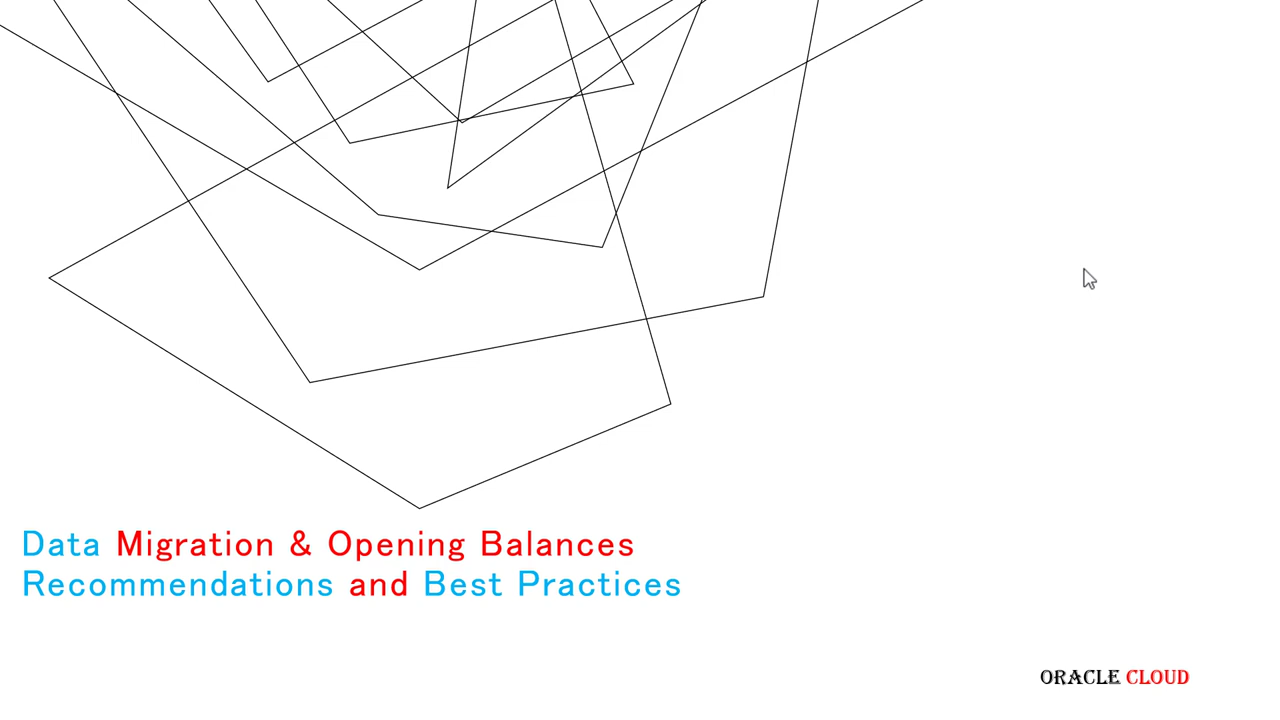 Data Migration & Opening Balances
Recommendations and Best Practices
ORACLE CLOUD